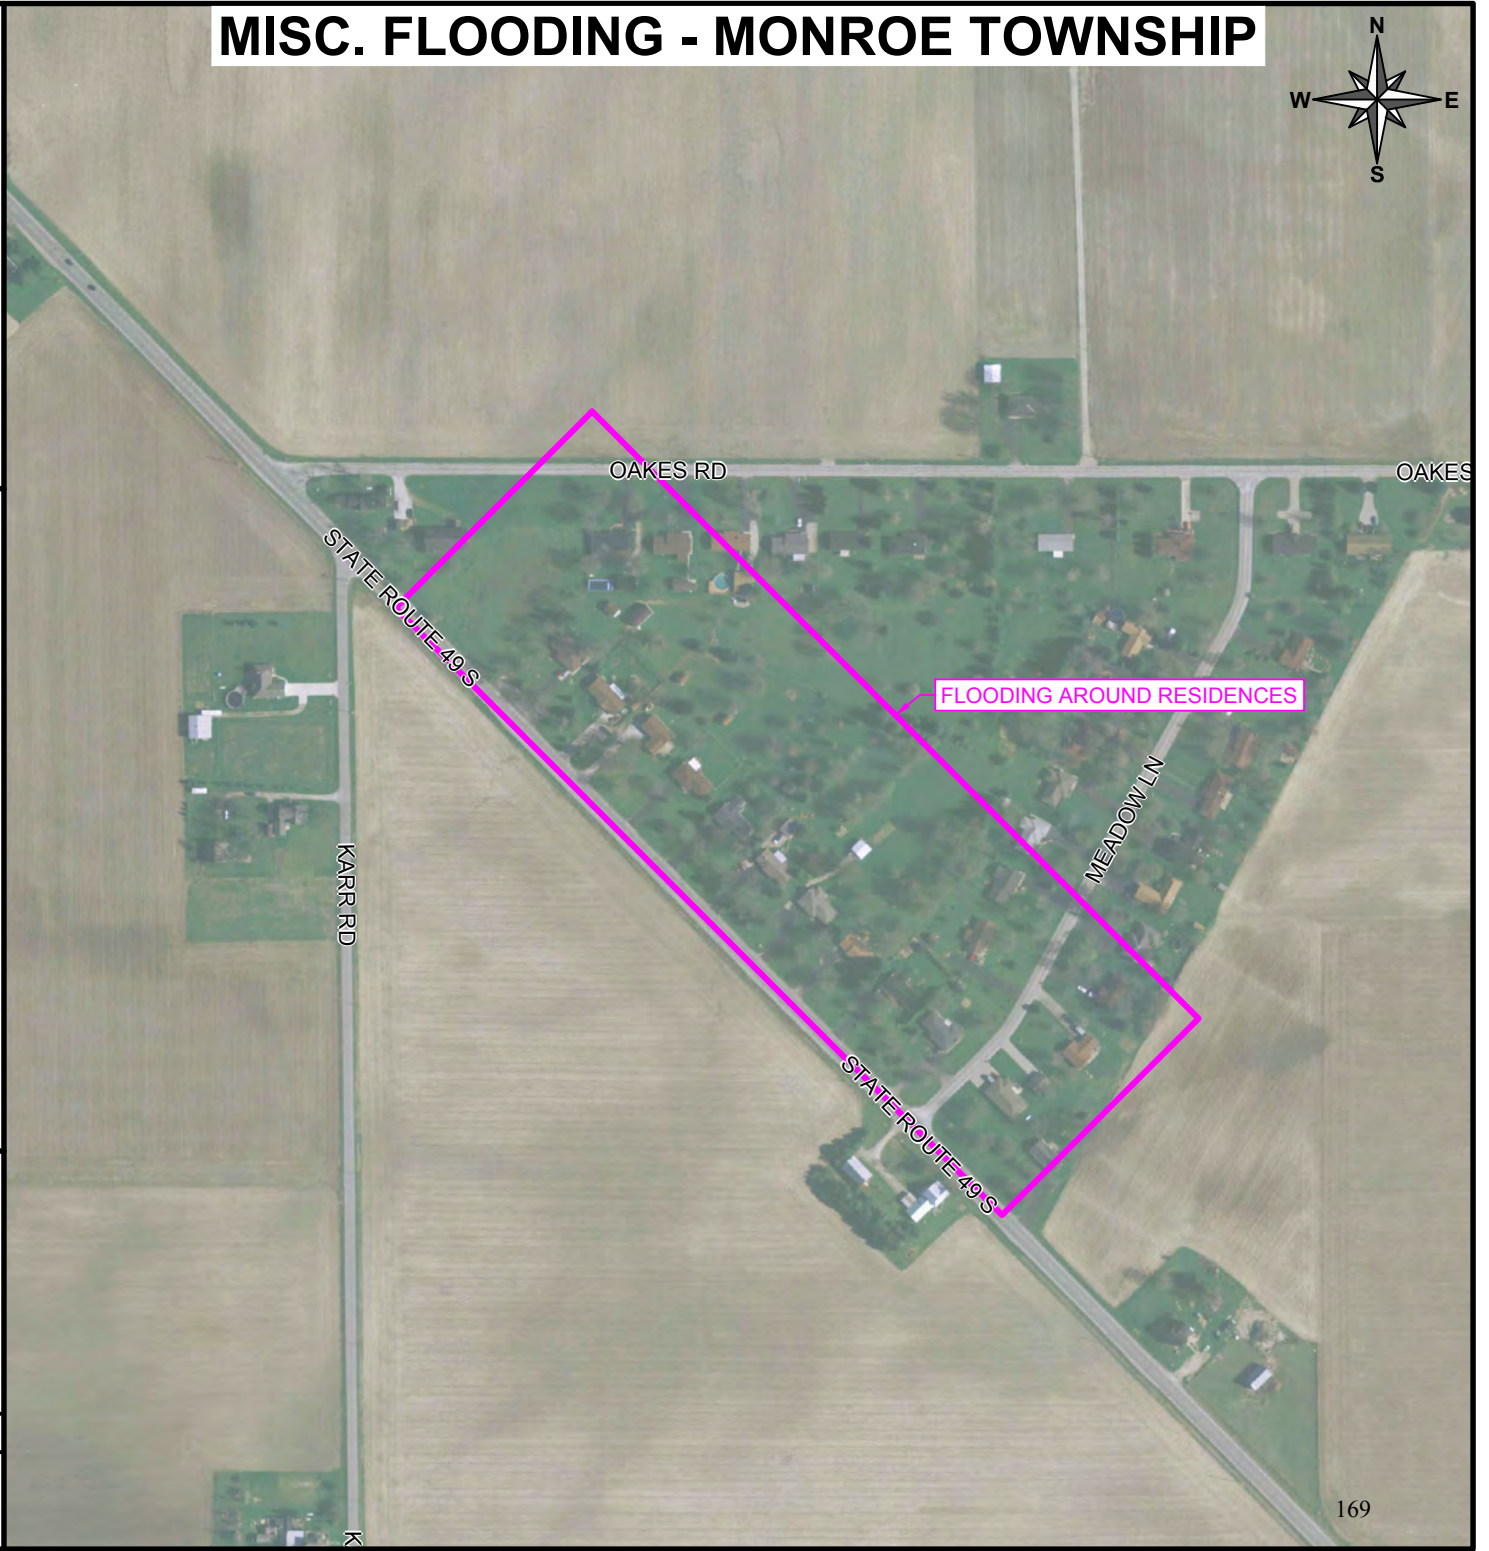 MISC. FLOODING - MONROE TOWNSHIP
N
W
E
S
OAKES RD
OAKES
STATE ROUTE 49 S
FLOODING AROUND RESIDENCES
MEADOW LN
KARR RD
STATE ROUTE 49 S
169
K